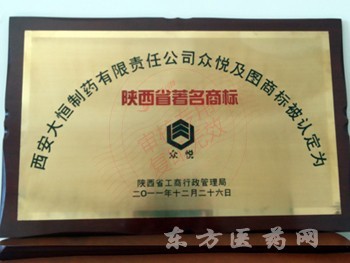 西安大恒制药有限责任公司众悦及图商标被认定为
陕西省著名商标
众悦
陕西省工商行政管理局
二〇一一年十二月二十六日
东方医药网